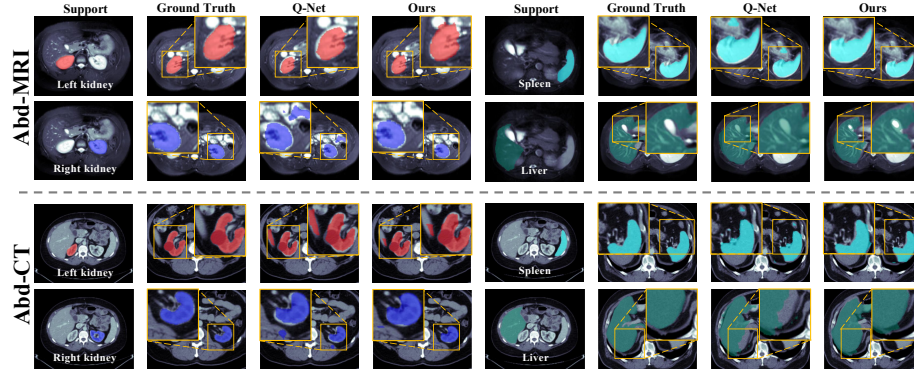 Support Ground Truth Q-Net Ours Support Ground Truth Q-Net Ours
Abd-MRI
Left kidney Spleen
Right kidney Liver
Abd-CT
Left kidney Spleen
Right kidney Liver